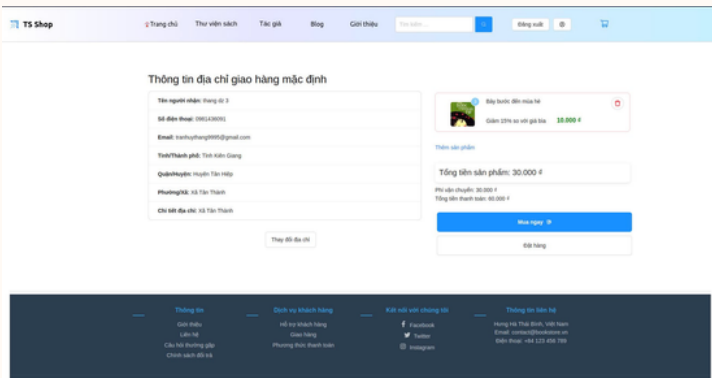 TS Shop
Trang chủ
Thư viện sách
Tác giả
Blog
Giới thiệu
Tìm kiếm ...
Đăng xuất
Thông tin địa chỉ giao hàng mặc định
Tên người nhận: thang dz 3
Số điện thoại: 0981436091
Email: tranhuythang9995@gmail.com
Tỉnh/Thành phố: Tỉnh Kiên Giang
Quận/Huyện: Huyện Tân Hiệp
Phường/Xã: Xã Tân Thành
Chi tiết địa chỉ: Xã Tân Thành
Thay đổi địa chỉ
Bảy bước đến mùa hè
Giảm 15% so với giá bìa 10.000 ₫
Thêm sản phẩm
Tổng tiền sản phẩm: 30.000 ₫
Phí vận chuyển: 30.000 ₫
Tổng tiền thanh toán: 60.000 ₫
Mua ngay
Đặt hàng
Thông tin
Giới thiệu
Liên hệ
Câu hỏi thường gặp
Chính sách đổi trả
Dịch vụ khách hàng
Hỗ trợ khách hàng
Giao hàng
Phương thức thanh toán
Kết nối với chúng tôi
Facebook
Twitter
Instagram
Thông tin liên hệ
Hưng Hà Thái Bình, Việt Nam
Email: contact@bookstore.vn
Điện thoại: +84 123 456 789